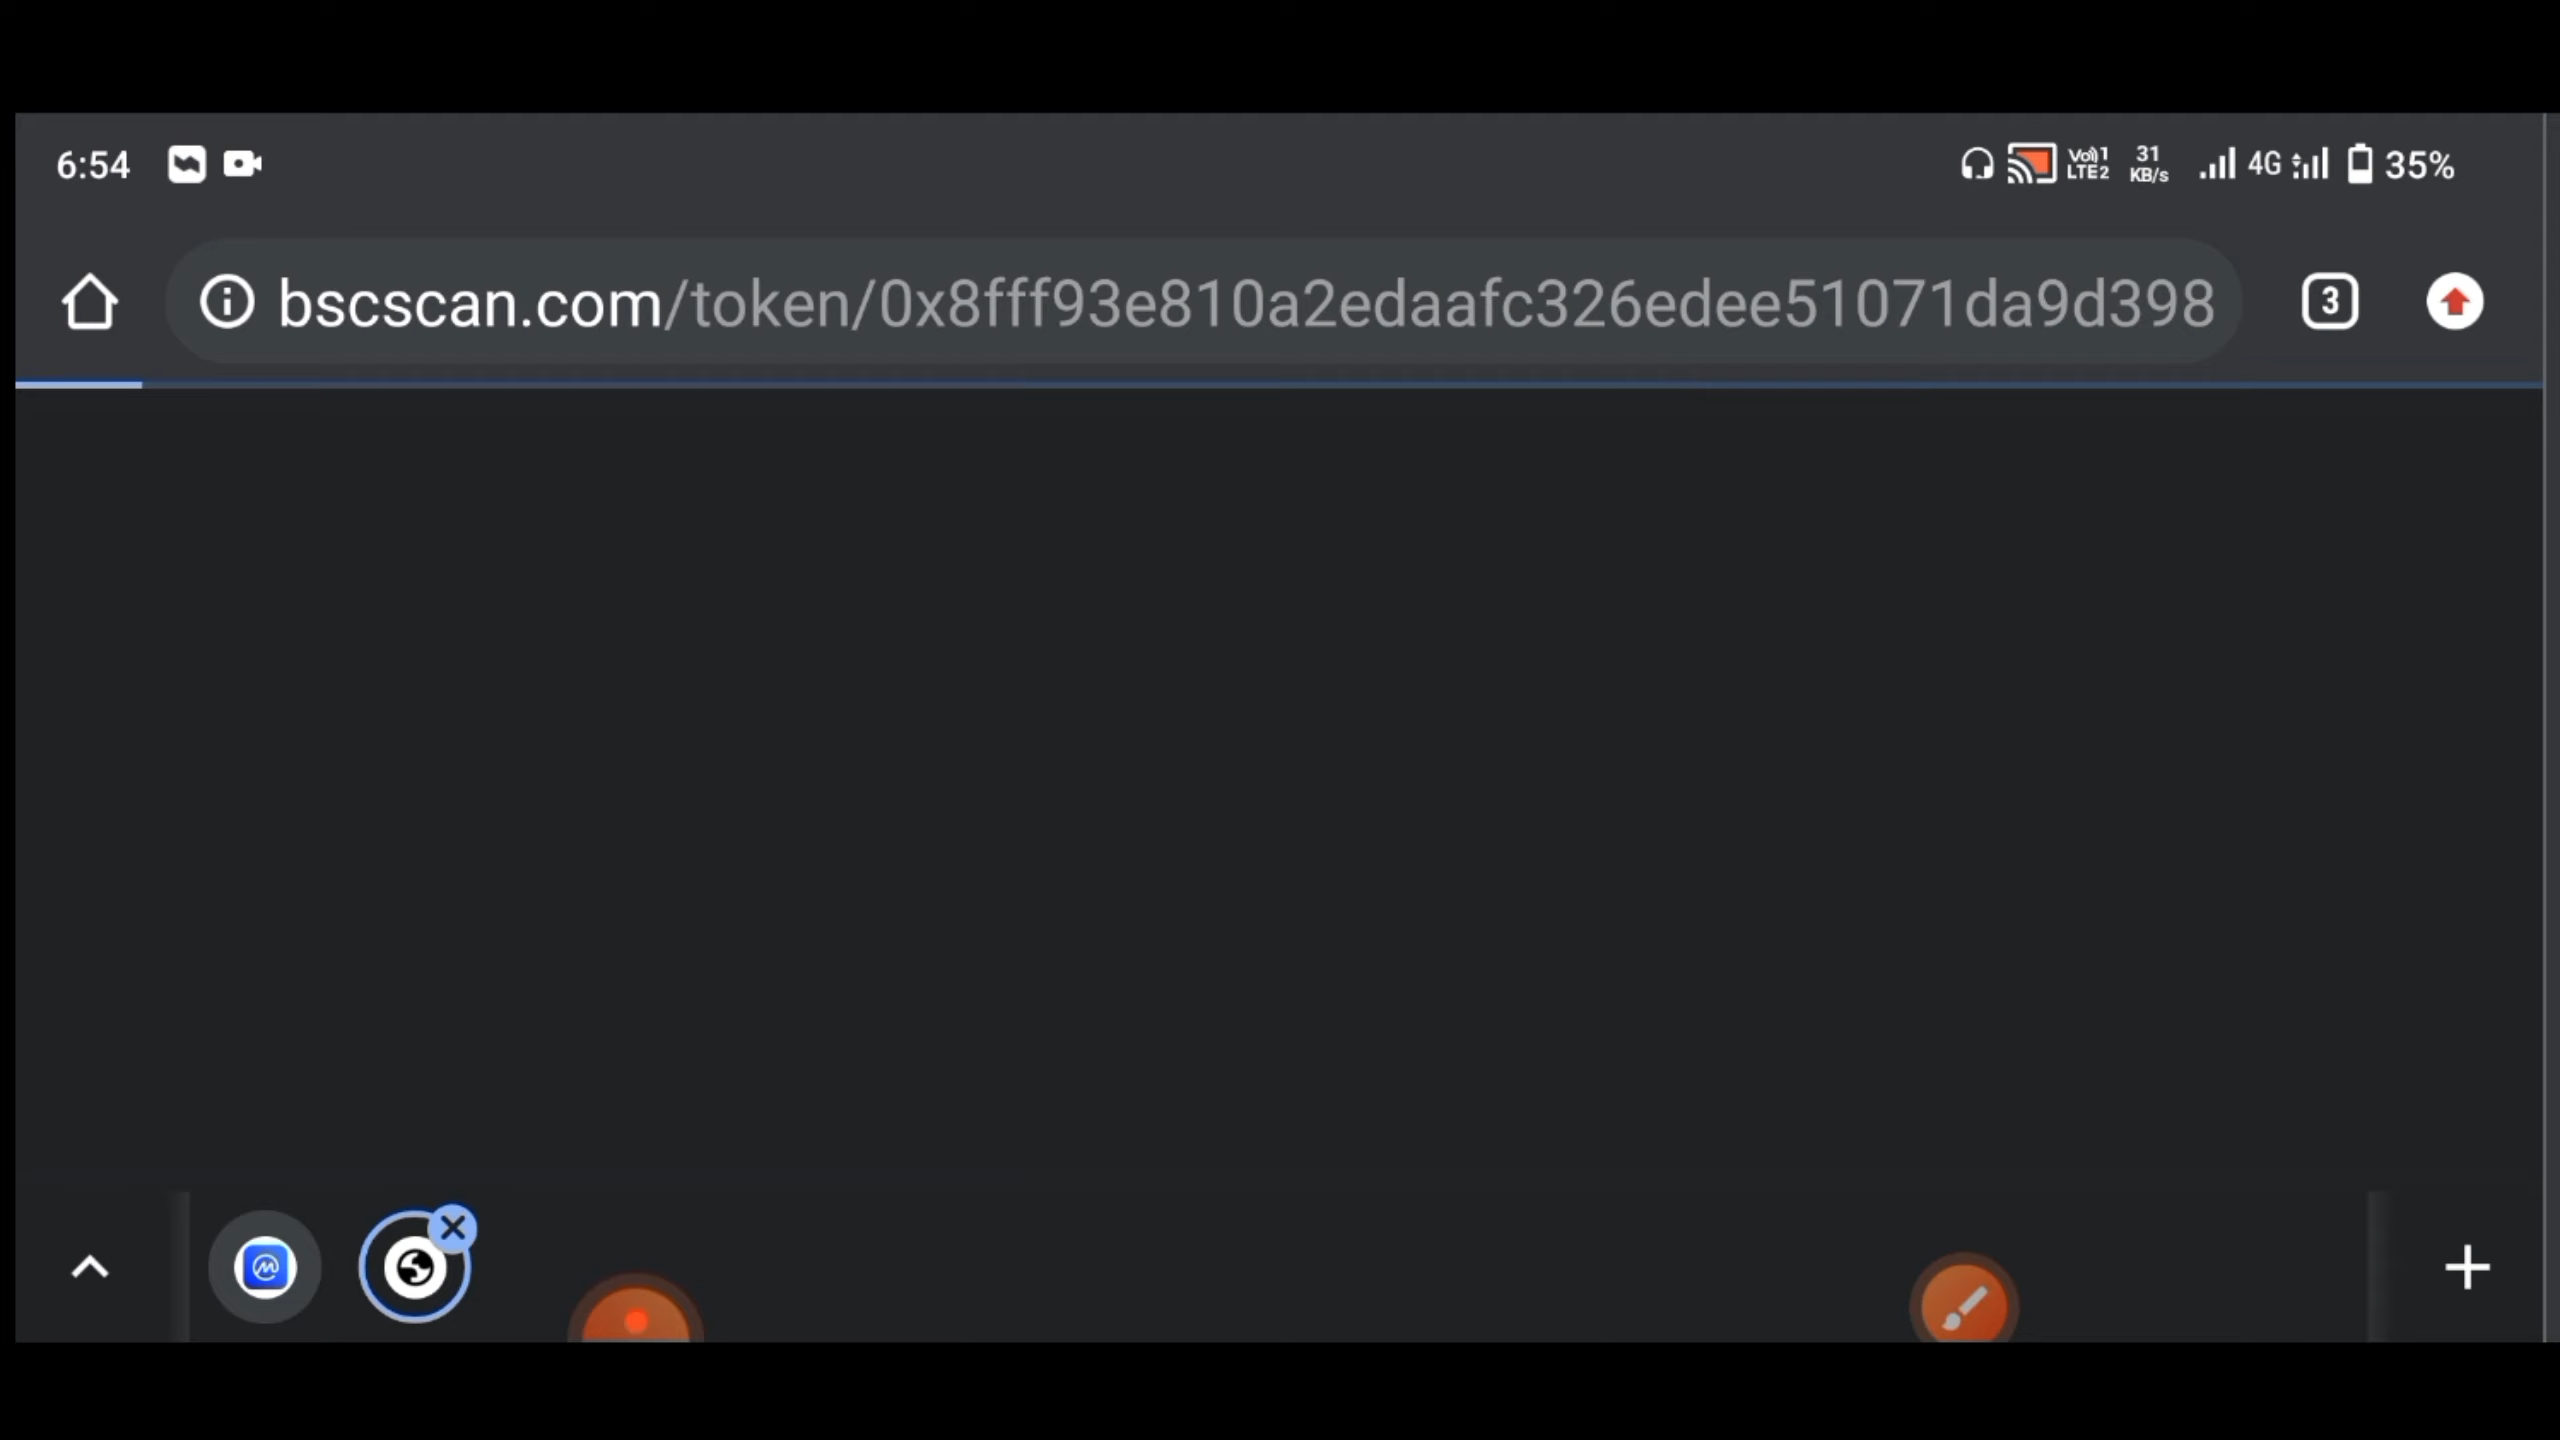 6:54 Vo)) 1 LTE2 31 KB/s 4G 35%
bscscan.com/token/0x8fff93e810a2edaafc326edee51071da9d398 3